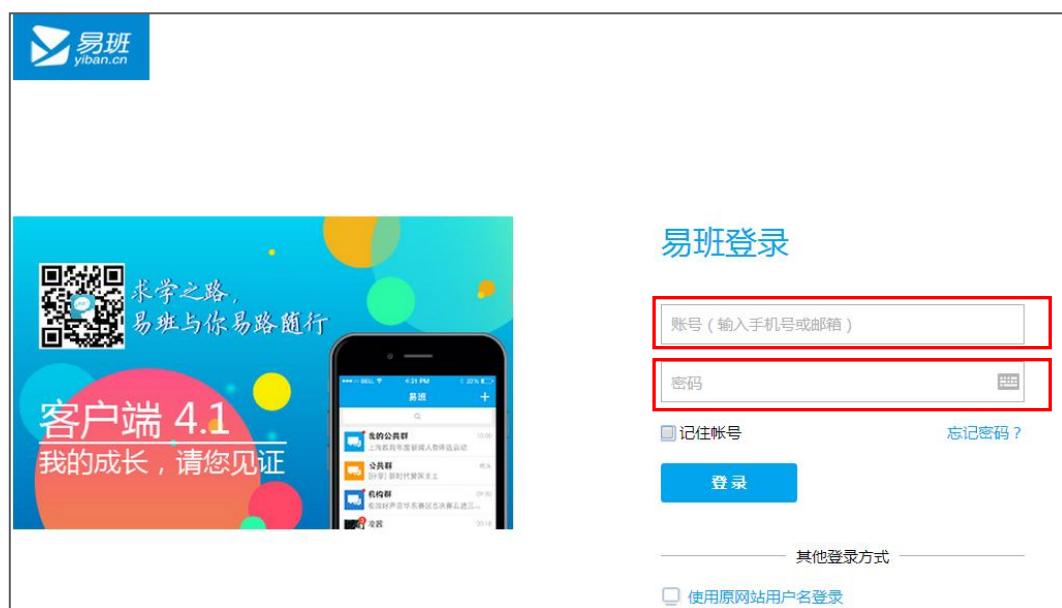 易班
yiban.cn
求学之路，
易班与你易路随行
客户端 4.1
我的成长，请您见证
BELL
4:21 PM
易班
我的公共群
公共群
机构群
易班登录
账号（输入手机号或邮箱）
密码
记住帐号
忘记密码？
登录
其他登录方式
使用原网站用户名登录